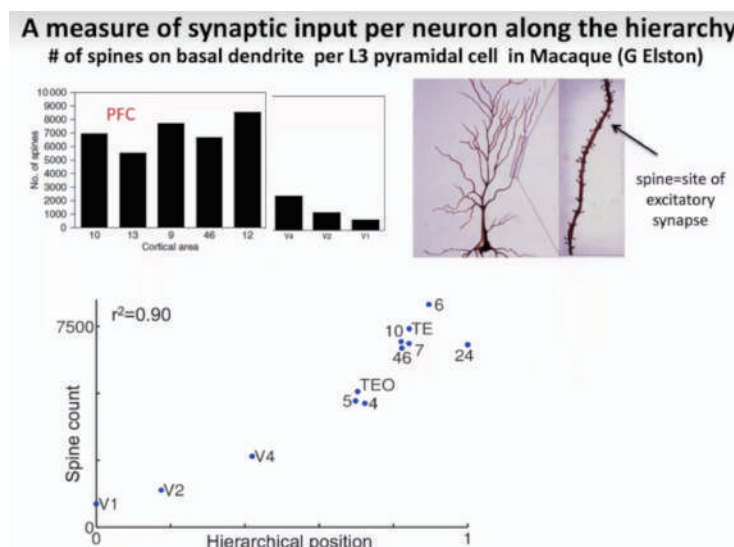 A measure of synaptic input per neuron along the hierarchy
# of spines on basal dendrite per L3 pyramidal cell in Macaque (G Elston)
10000
9000
8000
7000
6000
5000
4000
3000
2000
1000
0
No. of spines
PFC
10 13 9 46 12
Cortical area
V4 V2 V1
spine=site of
excitatory
synapse
r²=0.90
7500
0
Spine count
6
10 TE
46 7 24
TEO
5 4
V4
V2
V1
0 1
Hierarchical position